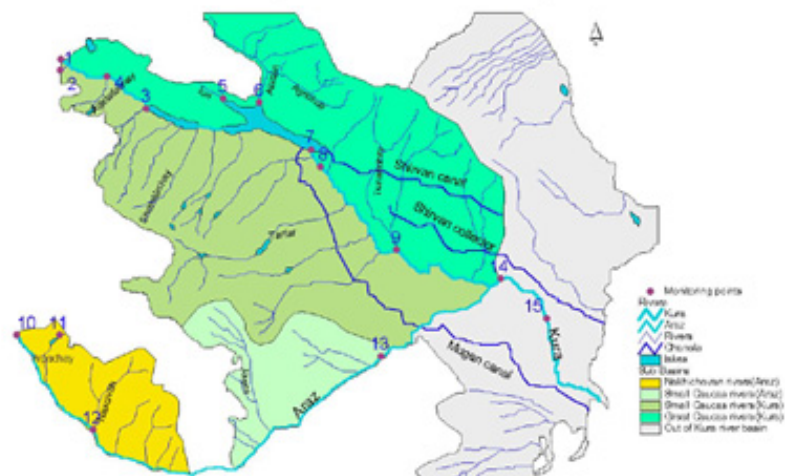 1
2
3
4
5
6
7
8
9
Shirvan canal
Shirvan collector
Tartar
4
15
Kura
10
11
12
13
Araz
Mugan canal
Monitoring points
Rivers
Kura
Araz
Rivers
Channels
lakes
Sub Basins
Nakhichevan rivers(Araz)
Small Caucas rivers(Araz)
Small Caucas rivers(Kura)
Great Caucas rivers(Kura)
Out of Kura river basin